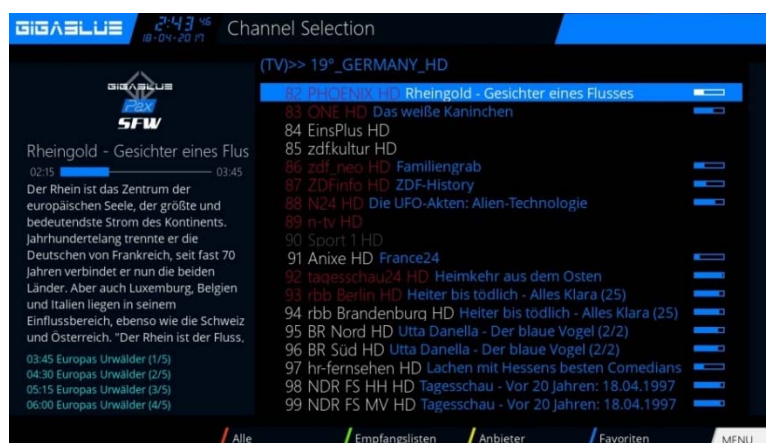 GIGABLUE
2:43 46
18-04-2017
Channel Selection
GIGABLUE
P2X
SFW
Rheingold - Gesichter eines Flus
02:15 03:45
Der Rhein ist das Zentrum der
europäischen Seele, der größte und
bedeutendste Strom des Kontinents.
Jahrhundertelang trennte er die
Deutschen von Frankreich, seit fast 70
Jahren verbindet er nun die beiden
Länder. Aber auch Luxemburg, Belgien
und Italien liegen in seinem
Einflussbereich, ebenso wie die Schweiz
und Österreich. "Der Rhein ist der Fluss,
03:45 Europas Urwälder (1/5)
04:30 Europas Urwälder (2/5)
05:15 Europas Urwälder (3/5)
06:00 Europas Urwälder (4/5)
(TV)>> 19°_GERMANY_HD
82 PHOENIX HD Rheingold - Gesichter eines Flusses
83 ONE HD Das weiße Kaninchen
84 EinsPlus HD
85 zdf.kultur HD
86 zdf_neo HD Familiengrab
87 ZDFinfo HD ZDF-History
88 N24 HD Die UFO-Akten: Alien-Technologie
89 n-tv HD
90 Sport 1 HD
91 Anixe HD France24
92 tagesschau24 HD Heimkehr aus dem Osten
93 rbb Berlin HD Heiter bis tödlich - Alles Klara (25)
94 rbb Brandenburg HD Heiter bis tödlich - Alles Klara (25)
95 BR Nord HD Utta Danella - Der blaue Vogel (2/2)
96 BR Süd HD Utta Danella - Der blaue Vogel (2/2)
97 hr-fernsehen HD Lachen mit Hessens besten Comedians
98 NDR FS HH HD Tagesschau - Vor 20 Jahren: 18.04.1997
99 NDR FS MV HD Tagesschau - Vor 20 Jahren: 18.04.1997
Alle Empfangslisten Anbieter Favoriten MENU